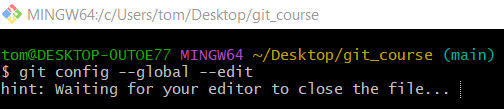 MINGW64:/c/Users/tom/Desktop/git_course
tom@DESKTOP-OUTOE77 MINGW64 ~/Desktop/git_course (main)
$ git config --global --edit
hint: Waiting for your editor to close the file...